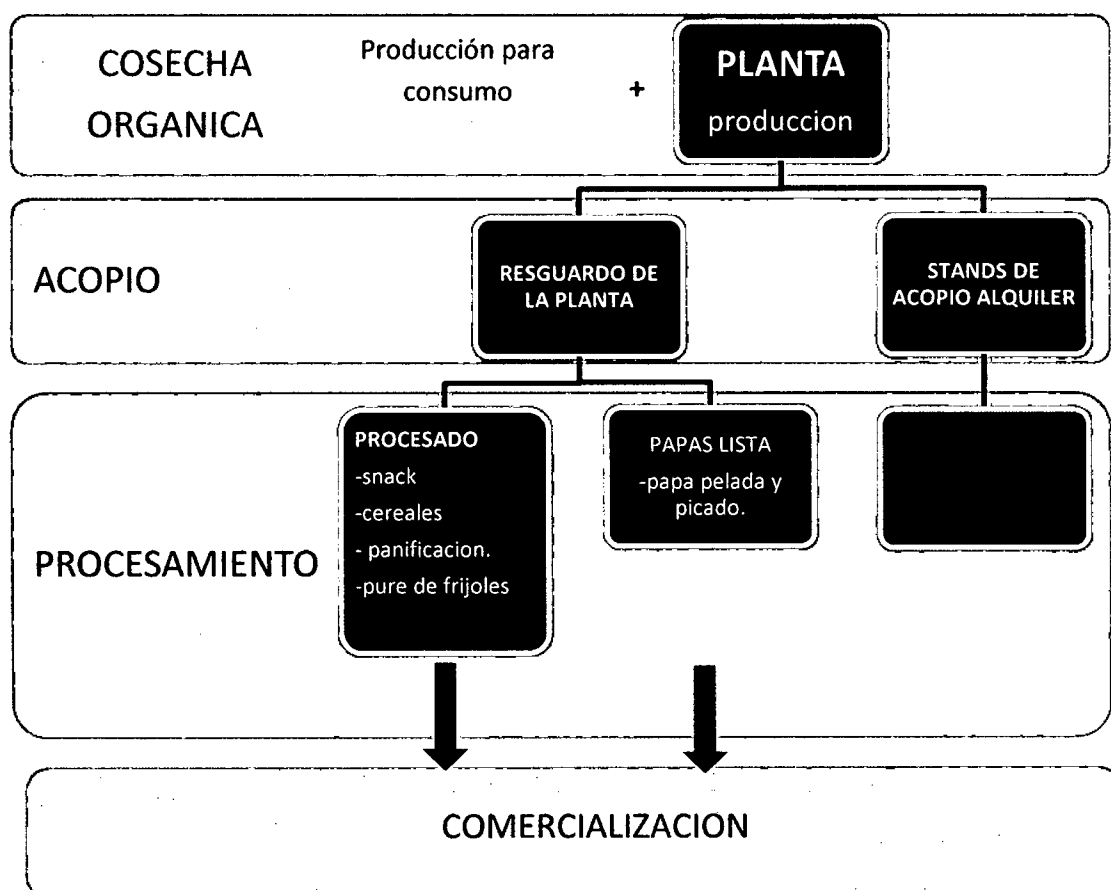 COSECHA
ORGANICA
Producción para
consumo
+
PLANTA
produccion
ACOPIO
RESGUARDO DE
LA PLANTA
STANDS DE
ACOPIO ALQUILER
PROCESAMIENTO
PROCESADO
-snack
-cereales
- panificacion.
-pure de frijoles
PAPAS LISTA
-papa pelada y
picado.
COMERCIALIZACION